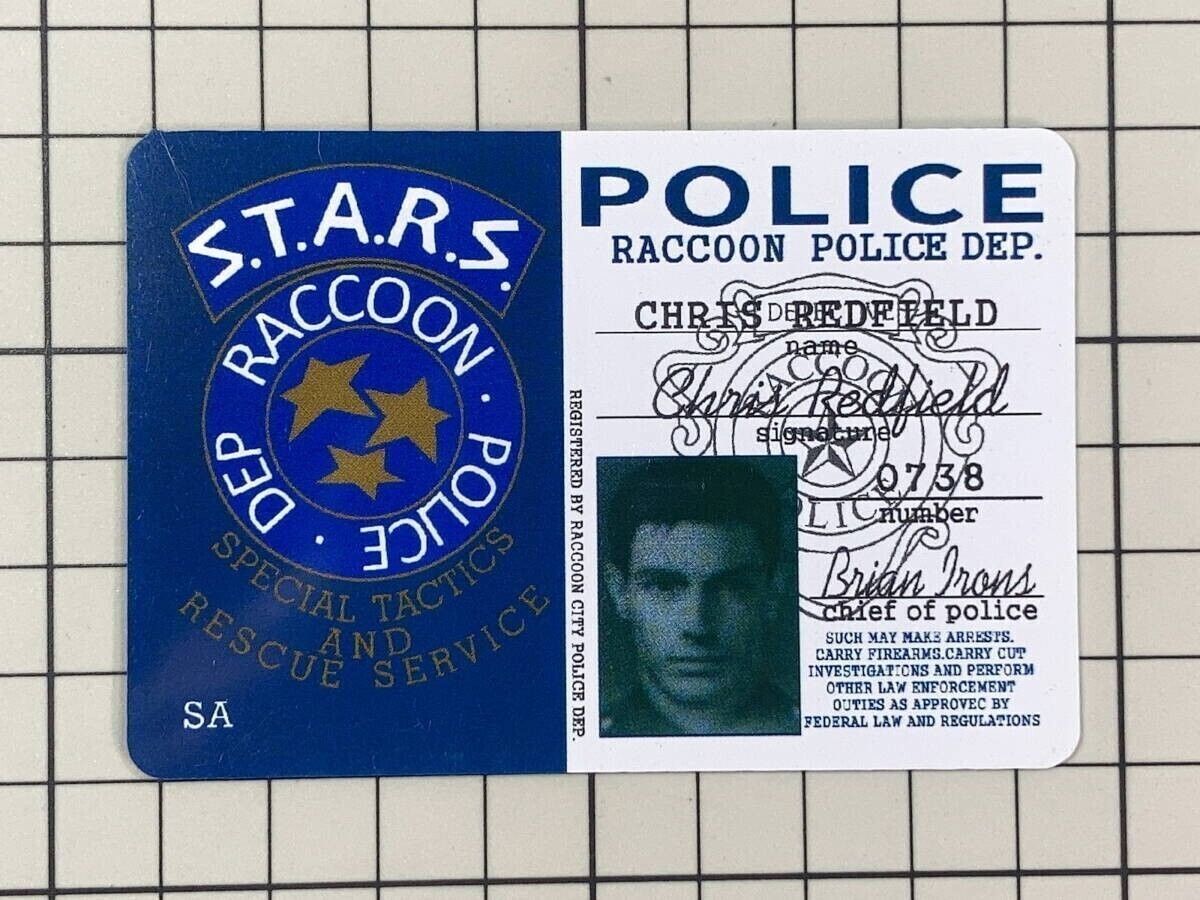 S.T.A.R.S.
RACCOON · POLICE · DEP
SPECIAL TACTICS
AND
RESCUE SERVICE
SA
REGISTERED BY RACCOON CITY POLICE DEP.
POLICE
RACCOON POLICE DEP.
CHRIS REDFIELD
name
Chris Redfield
signature
0738
number
Brian Irons
chief of police
SUCH MAY MAKE ARRESTS.
CARRY FIREARMS.CARRY CUT
INVESTIGATIONS AND PERFORM
OTHER LAW ENFORCEMENT
OUTIES AS APPROVEC BY
FEDERAL LAW AND REGULATIONS